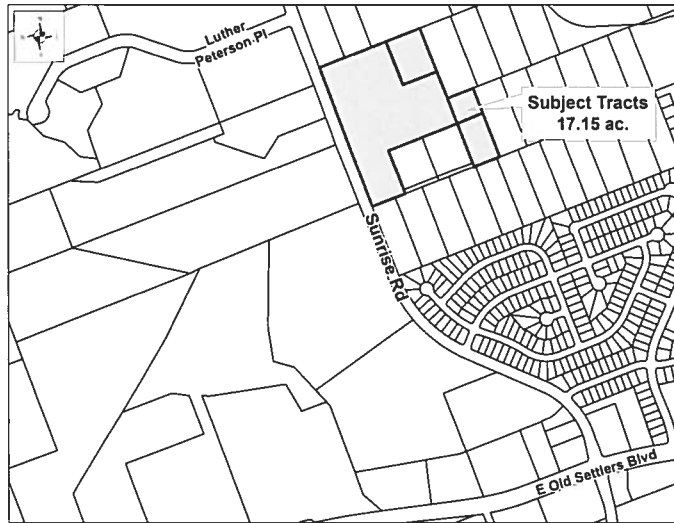 Luther
Peterson Pl
Subject Tracts
17.15 ac.
Sunrise Rd
E Old Settlers Blvd